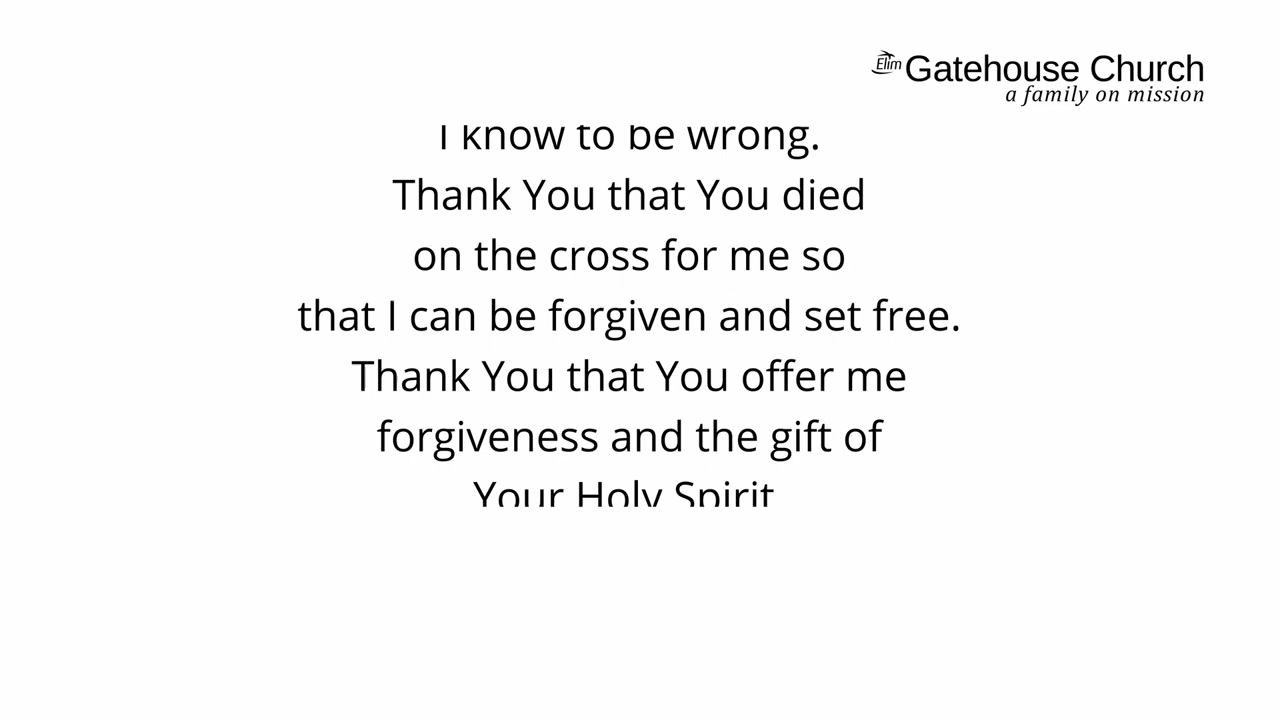 Elim Gatehouse Church
a family on mission
I know to be wrong.
Thank You that You died
on the cross for me so
that I can be forgiven and set free.
Thank You that You offer me
forgiveness and the gift of
Your Holy Spirit